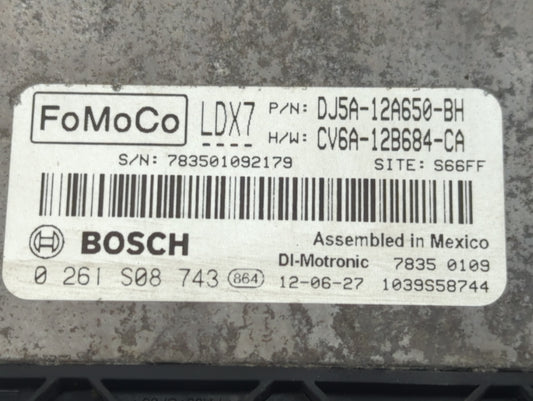 FoMoCo LDX7 P/N: DJ5A-12A650-BH
H/W: CV6A-12B684-CA
S/N: 783501092179 SITE: S66FF
BOSCH Assembled in Mexico
DI-Motronic 7835 0109
0 261 S08 743 864 12-06-27 1039S58744